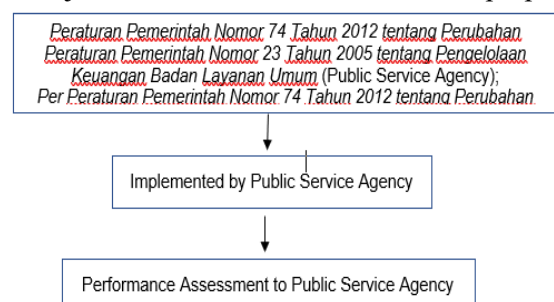 Peraturan Pemerintah Nomor 74 Tahun 2012 tentang Perubahan
Peraturan Pemerintah Nomor 23 Tahun 2005 tentang Pengelolaan
Keuangan Badan Layanan Umum (Public Service Agency);
Per Peraturan Pemerintah Nomor 74 Tahun 2012 tentang Perubahan
Implemented by Public Service Agency
Performance Assessment to Public Service Agency